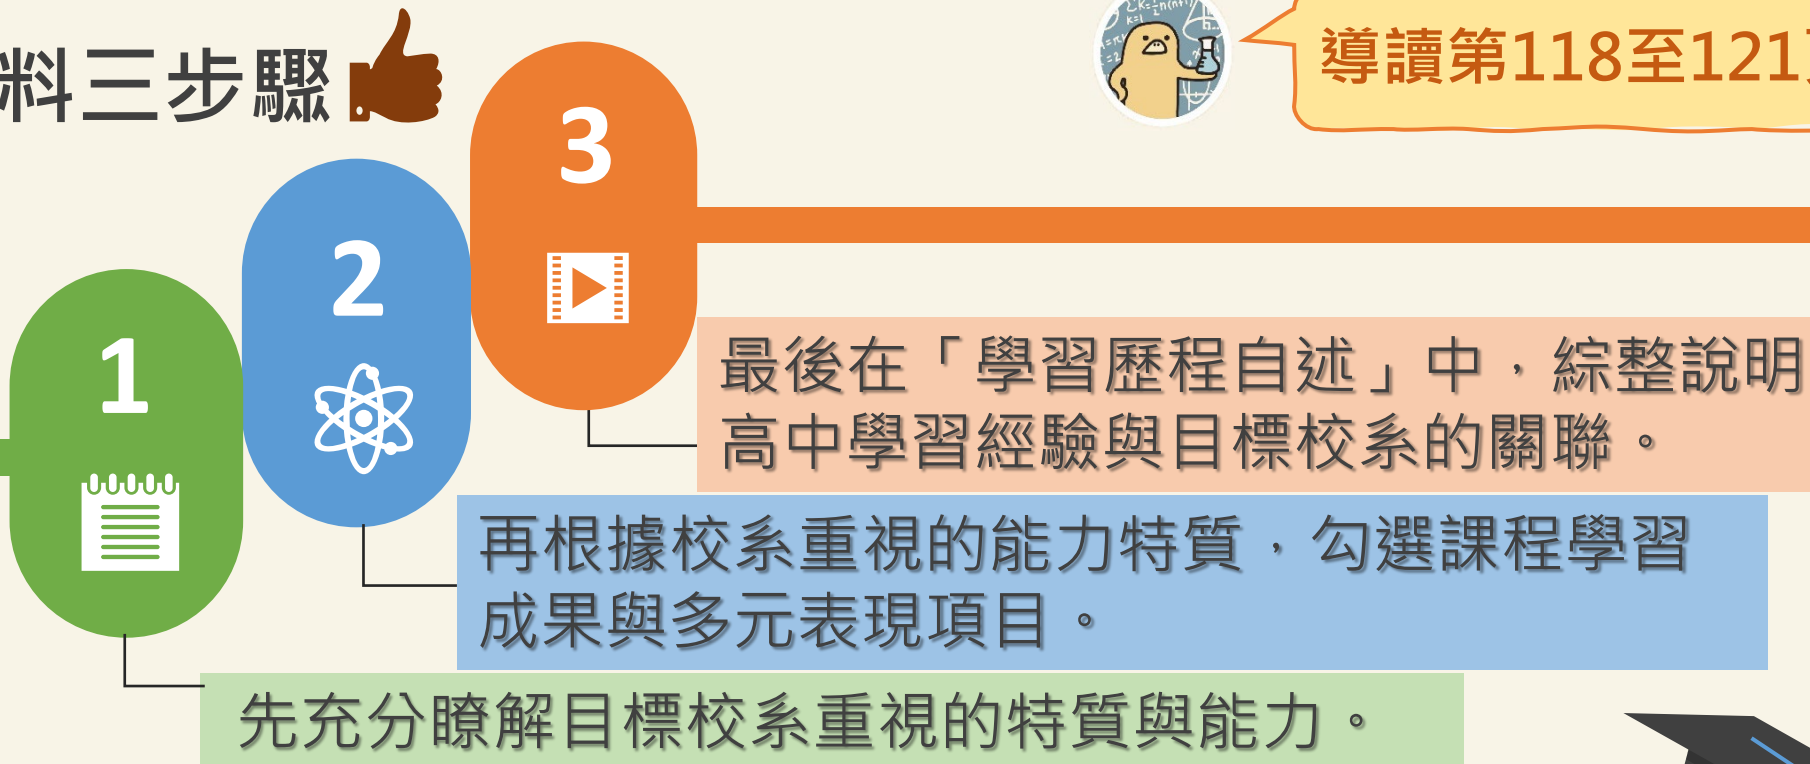 料三步驟
導讀第118至121頁
3
2
1
最後在「學習歷程自述」中，綜整說明
高中學習經驗與目標校系的關聯。
再根據校系重視的能力特質，勾選課程學習
成果與多元表現項目。
先充分瞭解目標校系重視的特質與能力。